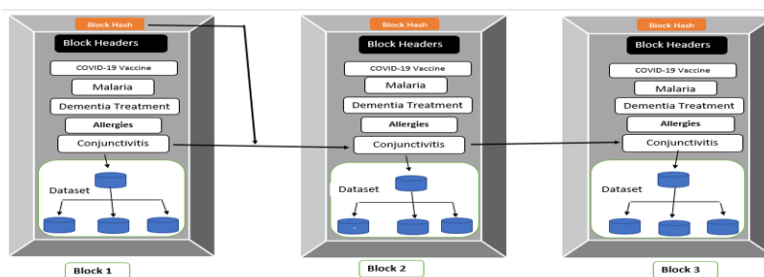 Block Hash
Block Headers
COVID-19 Vaccine
Malaria
Dementia Treatment
Allergies
Conjunctivitis
Dataset
Block 1
Block Hash
Block Headers
COVID-19 Vaccine
Malaria
Dementia Treatment
Allergies
Conjunctivitis
Dataset
Block 2
Block Hash
Block Headers
COVID-19 Vaccine
Malaria
Dementia Treatment
Allergies
Conjunctivitis
Dataset
Block 3